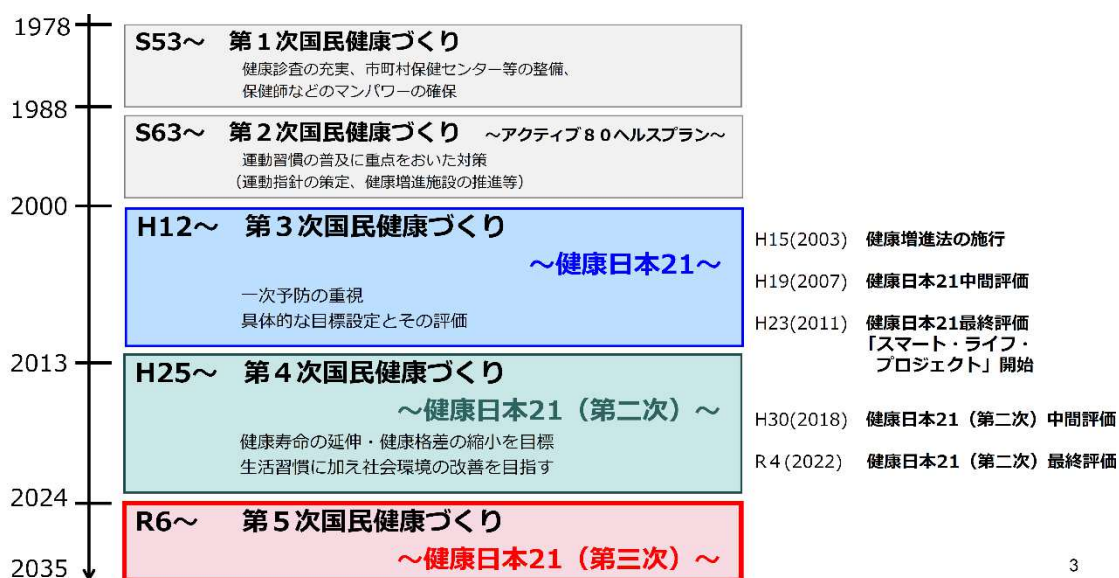 1978
S53～ 第１次国民健康づくり
健康診査の充実、市町村保健センター等の整備、
保健師などのマンパワーの確保
1988
S63～ 第２次国民健康づくり ～アクティブ８０ヘルスプラン～
運動習慣の普及に重点をおいた対策
（運動指針の策定、健康増進施設の推進等）
2000
H12～ 第３次国民健康づくり
～健康日本21～
一次予防の重視
具体的な目標設定とその評価
H15(2003) 健康増進法の施行
H19(2007) 健康日本21中間評価
H23(2011) 健康日本21最終評価
「スマート・ライフ・
プロジェクト」開始
2013
H25～ 第４次国民健康づくり
～健康日本21（第二次）～
健康寿命の延伸・健康格差の縮小を目標
生活習慣に加え社会環境の改善を目指す
H30(2018) 健康日本21（第二次）中間評価
R４(2022) 健康日本21（第二次）最終評価
2024
R6～ 第５次国民健康づくり
～健康日本21（第三次）～
2035
3